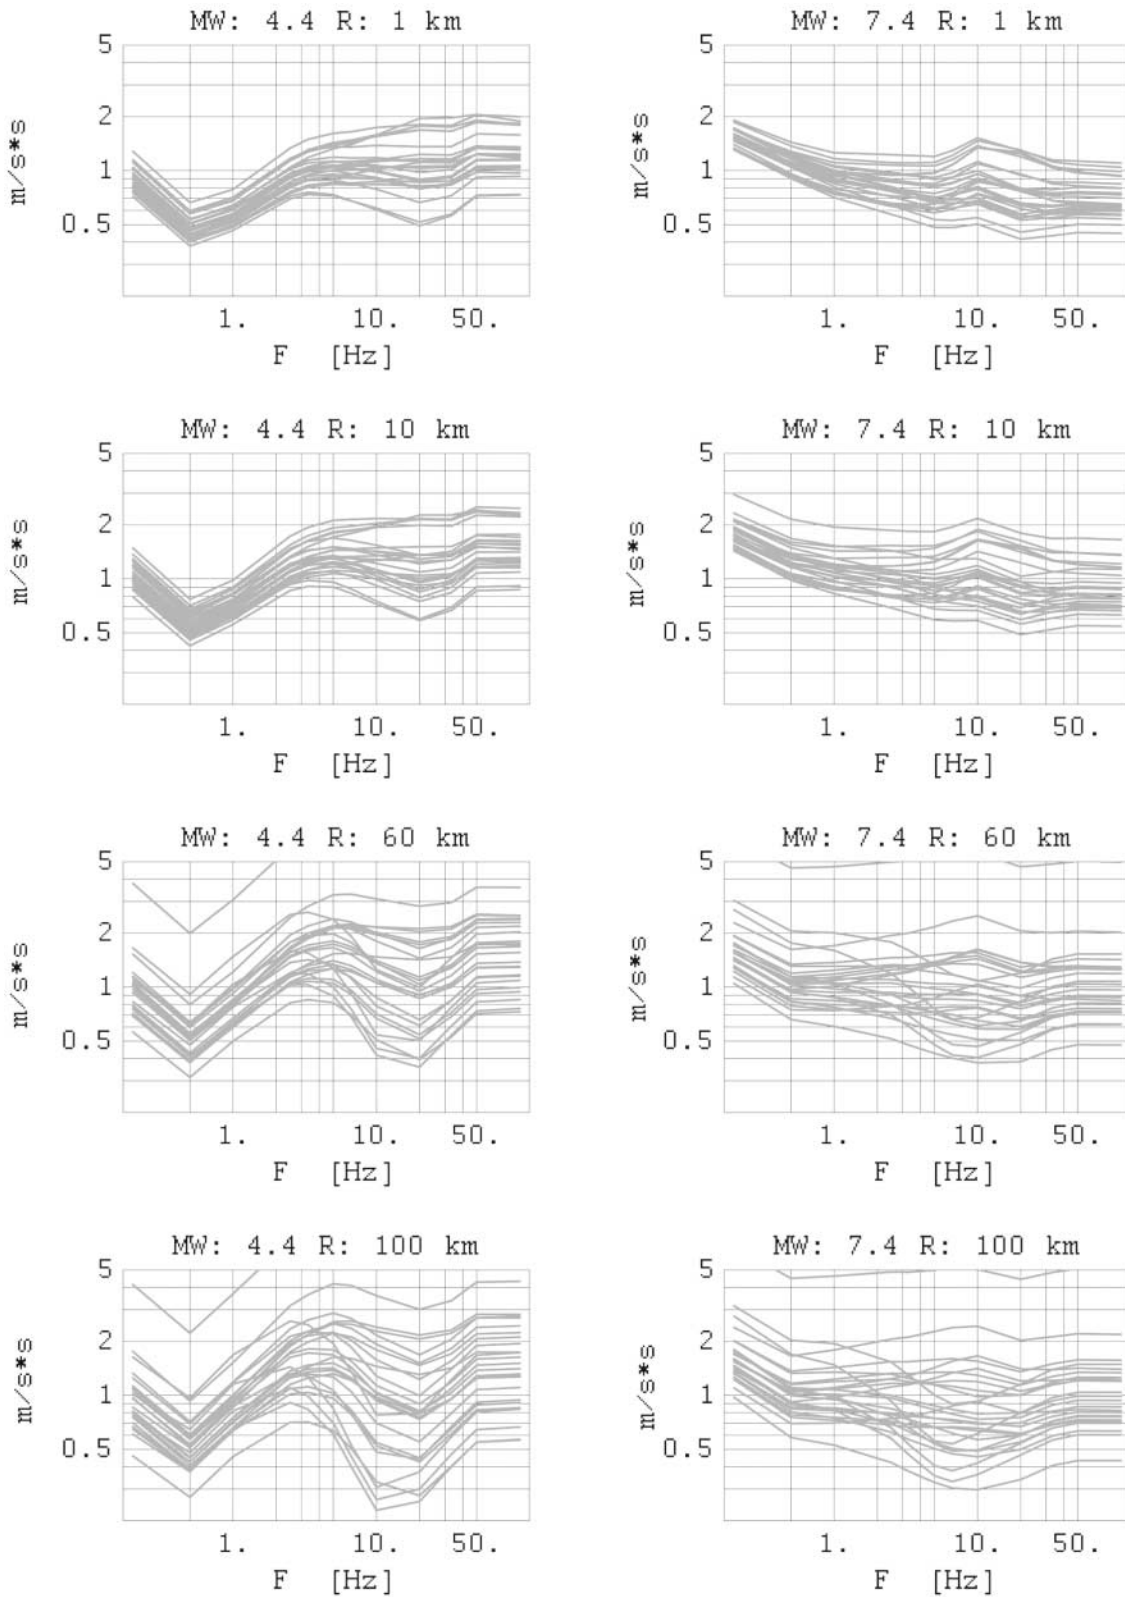 MW: 4.4 R: 1 km
5
2
1
0.5
m/s*s
1. 10. 50.
F [Hz]
MW: 7.4 R: 1 km
5
2
1
0.5
m/s*s
1. 10. 50.
F [Hz]
MW: 4.4 R: 10 km
5
2
1
0.5
m/s*s
1. 10. 50.
F [Hz]
MW: 7.4 R: 10 km
5
2
1
0.5
m/s*s
1. 10. 50.
F [Hz]
MW: 4.4 R: 60 km
5
2
1
0.5
m/s*s
1. 10. 50.
F [Hz]
MW: 7.4 R: 60 km
5
2
1
0.5
m/s*s
1. 10. 50.
F [Hz]
MW: 4.4 R: 100 km
5
2
1
0.5
m/s*s
1. 10. 50.
F [Hz]
MW: 7.4 R: 100 km
5
2
1
0.5
m/s*s
1. 10. 50.
F [Hz]